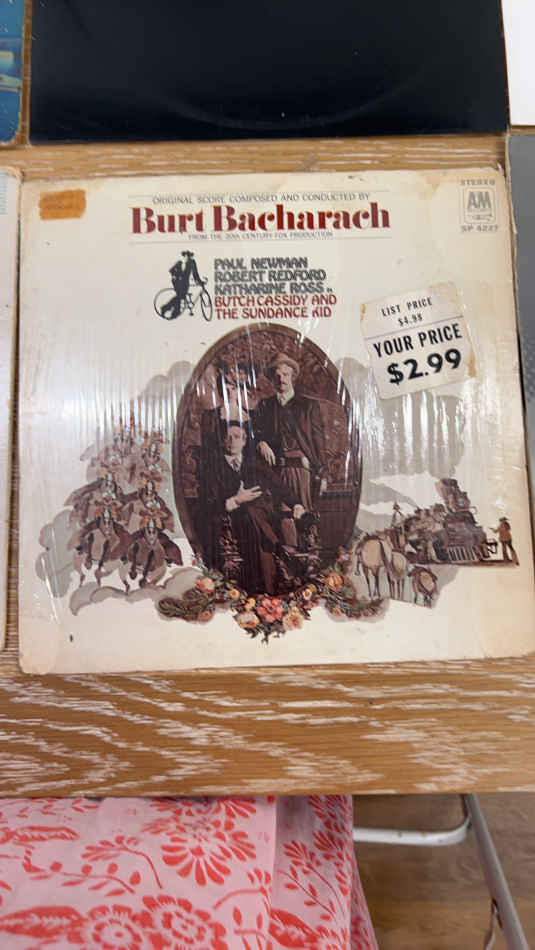 ORIGINAL SCORE COMPOSED AND CONDUCTED BY
Burt Bacharach
FROM THE 20th CENTURY-FOX PRODUCTION
STEREO
AM
SP 4227
PAUL NEWMAN
ROBERT REDFORD
KATHARINE ROSS IN
BUTCH CASSIDY AND
THE SUNDANCE KID
LIST PRICE
$4.98
YOUR PRICE
$2.99